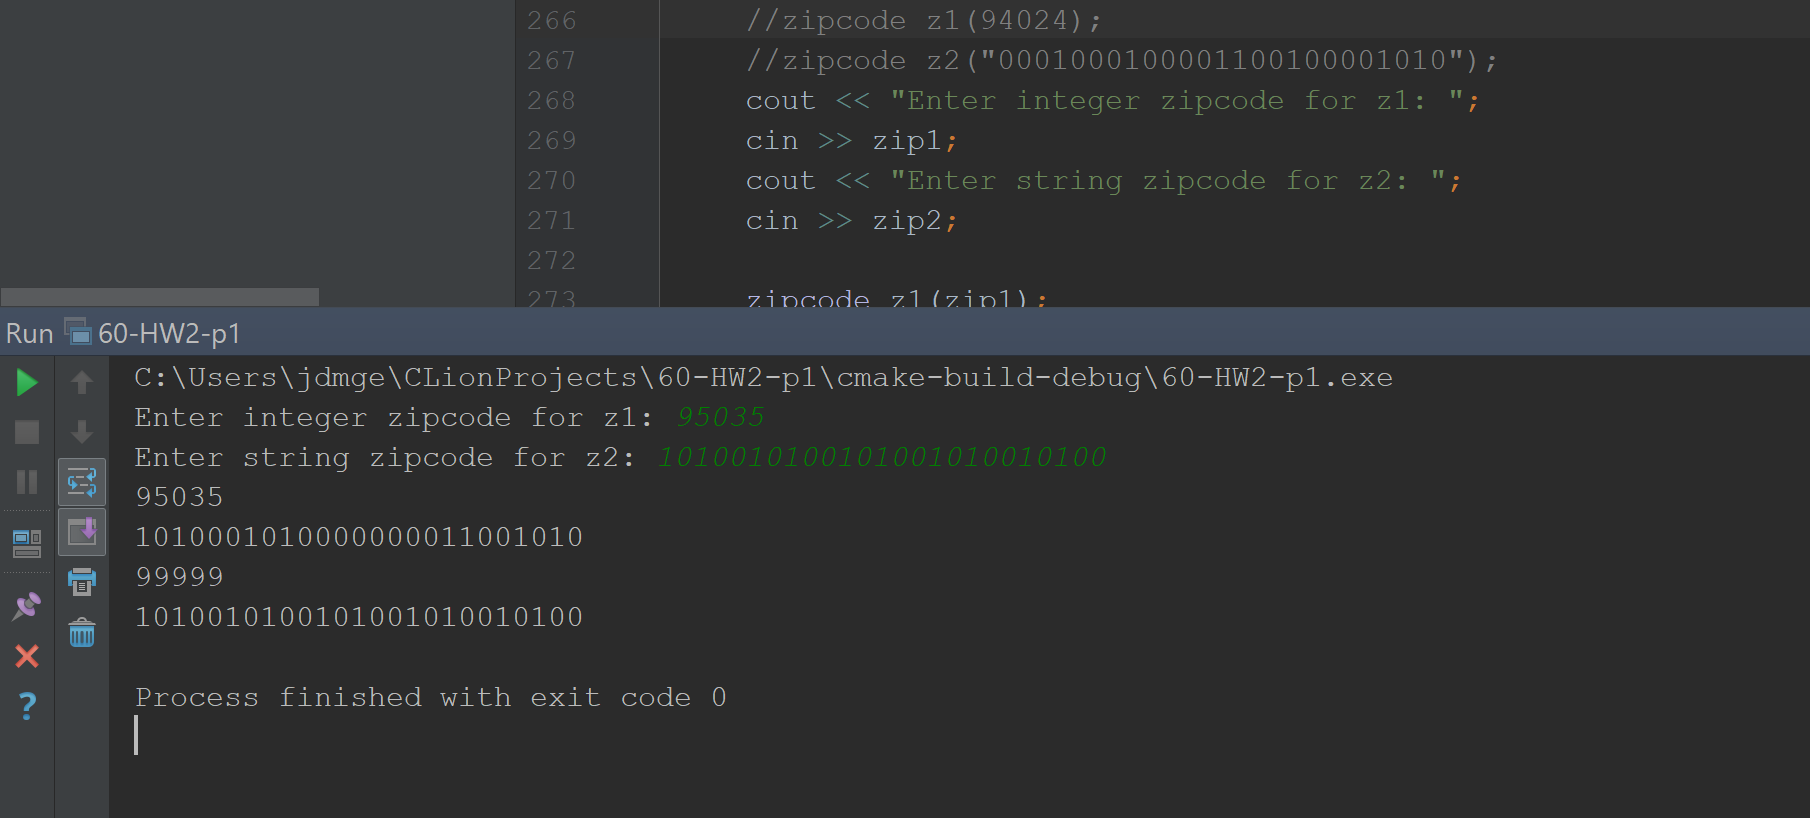 266 //zipcode z1(94024);
267 //zipcode z2("0001000100001100100001010");
268 cout << "Enter integer zipcode for z1: ";
269 cin >> zip1;
270 cout << "Enter string zipcode for z2: ";
271 cin >> zip2;
272
273 zipcode z1(zip1);
Run 60-HW2-p1
C:\Users\jdmge\CLionProjects\60-HW2-p1\cmake-build-debug\60-HW2-p1.exe
Enter integer zipcode for z1: 95035
Enter string zipcode for z2: 1010010100101001010010100
95035
1010001010000000011001010
99999
1010010100101001010010100
Process finished with exit code 0